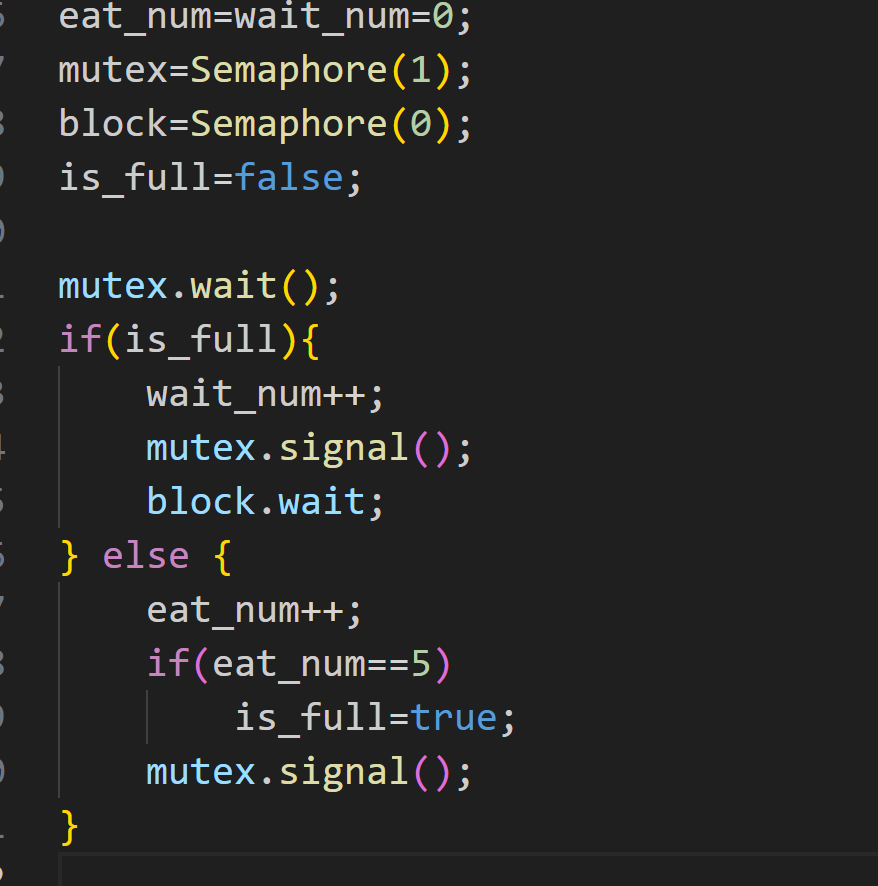 eat_num=wait_num=0;
mutex=Semaphore(1);
block=Semaphore(0);
is_full=false;
mutex.wait();
if(is_full){
    wait_num++;
    mutex.signal();
    block.wait;
} else {
    eat_num++;
    if(eat_num==5)
        is_full=true;
    mutex.signal();
}